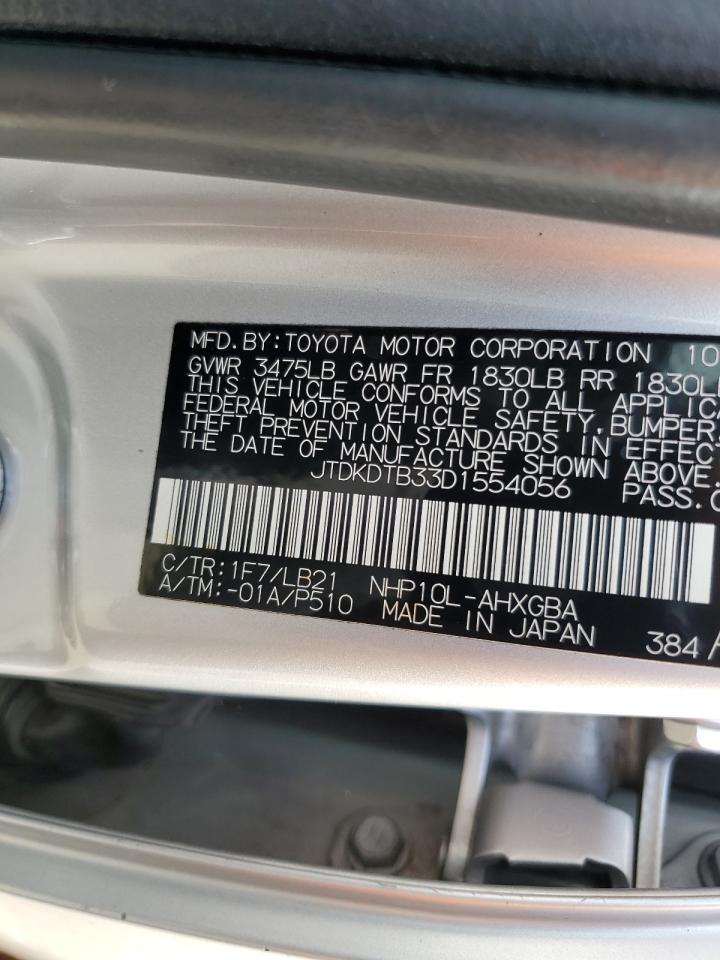 MFD.BY:TOYOTA MOTOR CORPORATION 10
GVWR 3475LB GAWR FR 1830LB RR 1830L
THIS VEHICLE CONFORMS TO ALL APPLICA
FEDERAL MOTOR VEHICLE SAFETY, BUMPER,
THEFT PREVENTION STANDARDS IN EFFECT
THE DATE OF MANUFACTURE SHOWN ABOVE.
JTDKDTB33D1554056 PASS.C
C/TR:1F7/LB21 NHP10L-AHXGBA
A/TM:-01A/P510 MADE IN JAPAN 384/